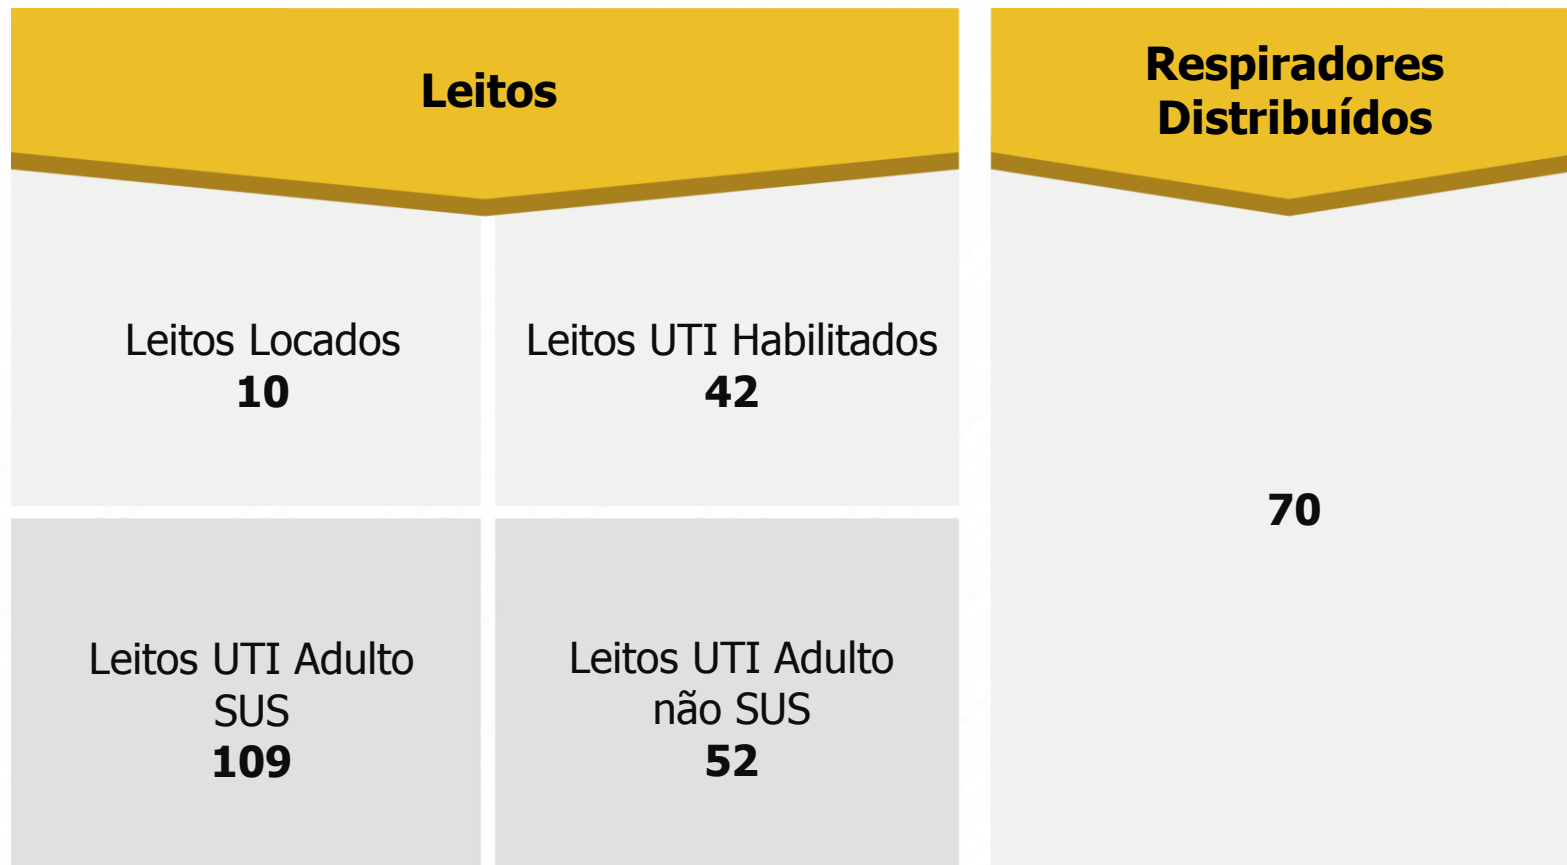 Leitos
Leitos Locados
10
Leitos UTI Habilitados
42
Leitos UTI Adulto
SUS
109
Leitos UTI Adulto
não SUS
52
Respiradores
Distribuídos
70